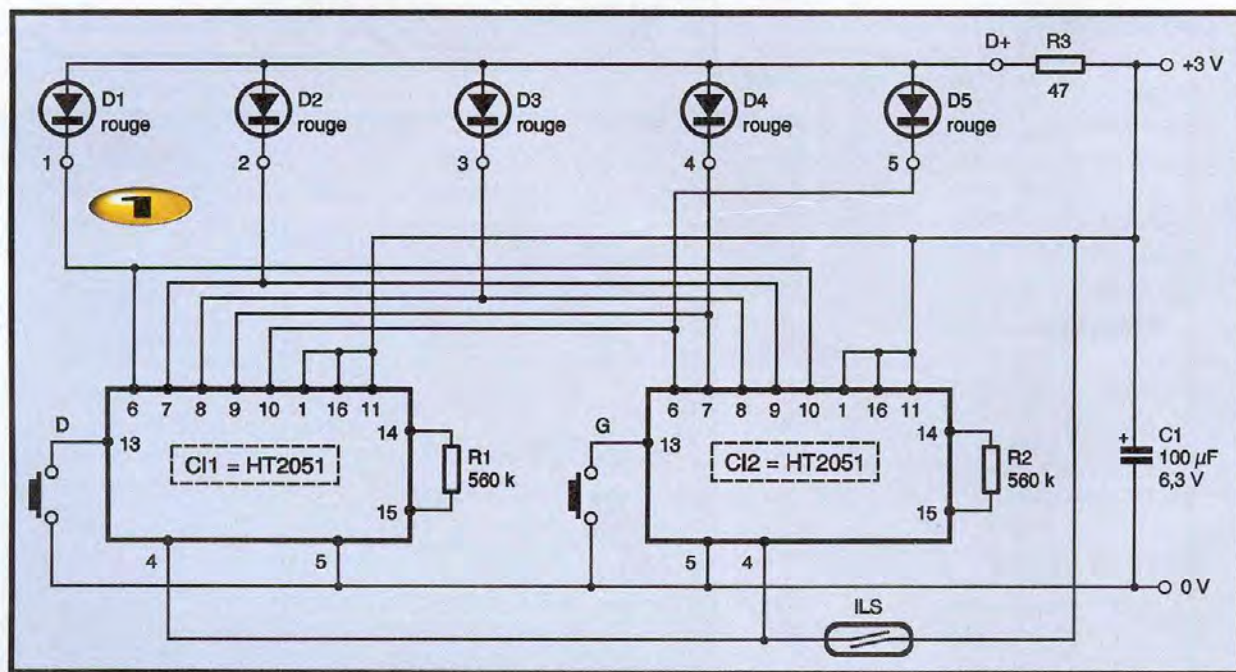 D+ R3
+3 V
47
D1
rouge
D2
rouge
D3
rouge
D4
rouge
D5
rouge
1
2
3
4
5
1
6 7 8 9 10 1 16 11
6 7 8 9 10 1 16 11
D
13
14
CI1 = HT2051
R1
560 k
15
4
5
G
13
14
CI2 = HT2051
R2
560 k
15
5
4
+
C1
100 µF
6,3 V
0 V
ILS